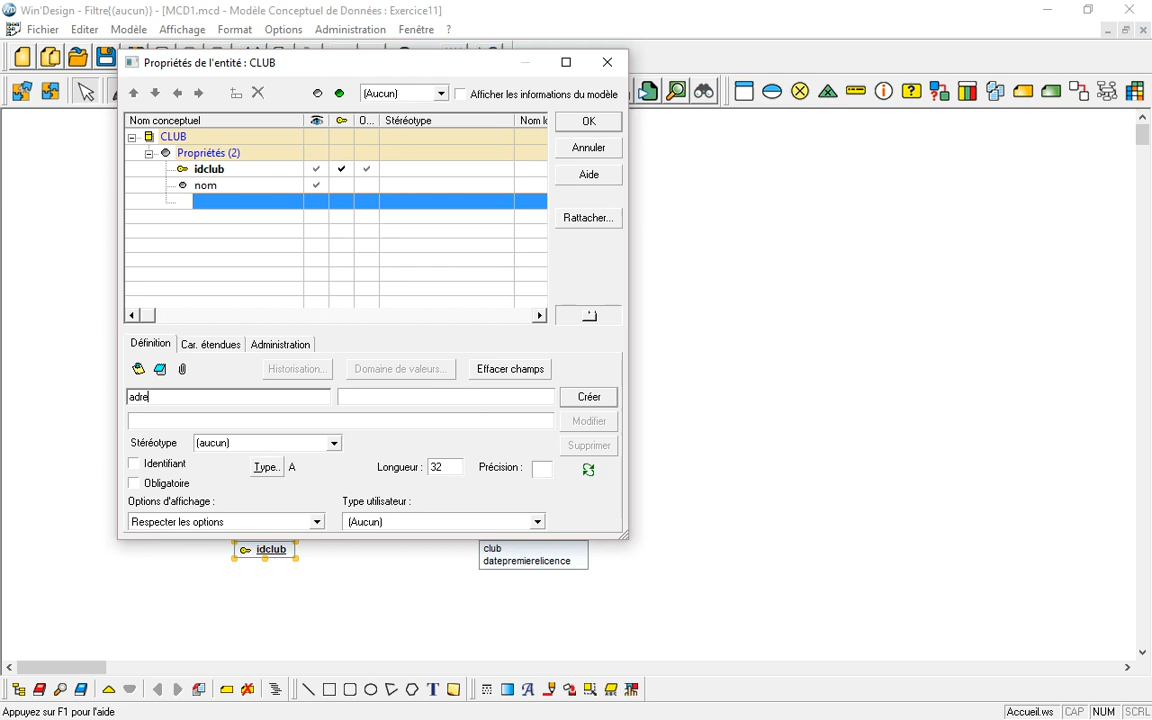 Win'Design - Filtre{(aucun)} - [MCD1.mcd - Modèle Conceptuel de Données : Exercice11]
Fichier Editer Modèle Affichage Format Options Administration Fenêtre ?
Propriétés de l'entité : CLUB
(Aucun) Afficher les informations du modèle
Nom conceptuel O... Stéréotype
OK
CLUB
Propriétés (2)
Annuler
idclub
Aide
nom
Rattacher...
Définition Car. étendues Administration
Historisation... Domaine de valeurs... Effacer champs
adre
Créer
Modifier
Stéréotype (aucun)
Supprimer
Identifiant Type.. A Longueur : 32 Précision :
Obligatoire
Options d'affichage : Type utilisateur :
Respecter les options (Aucun)
idclub
club
datepremierelicence
Appuyez sur F1 pour l'aide
Accueil.ws CAP NUM SCRL